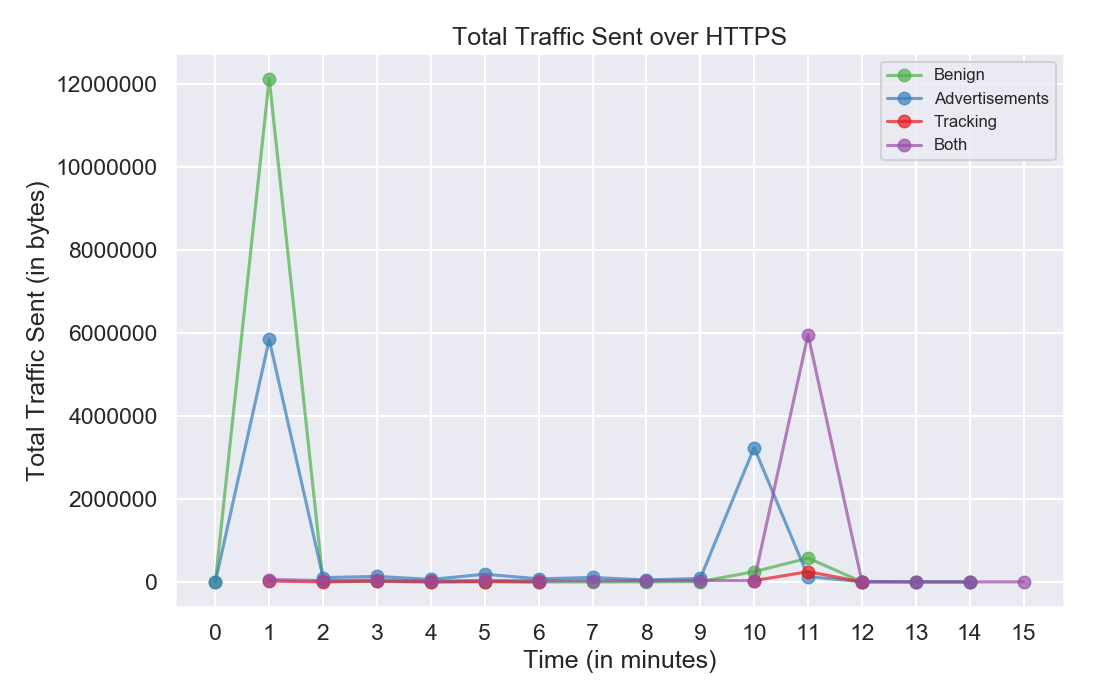 Total Traffic Sent over HTTPS
Benign
Advertisements
Tracking
Both
Total Traffic Sent (in bytes)
12000000
10000000
8000000
6000000
4000000
2000000
0
0 1 2 3 4 5 6 7 8 9 10 11 12 13 14 15
Time (in minutes)